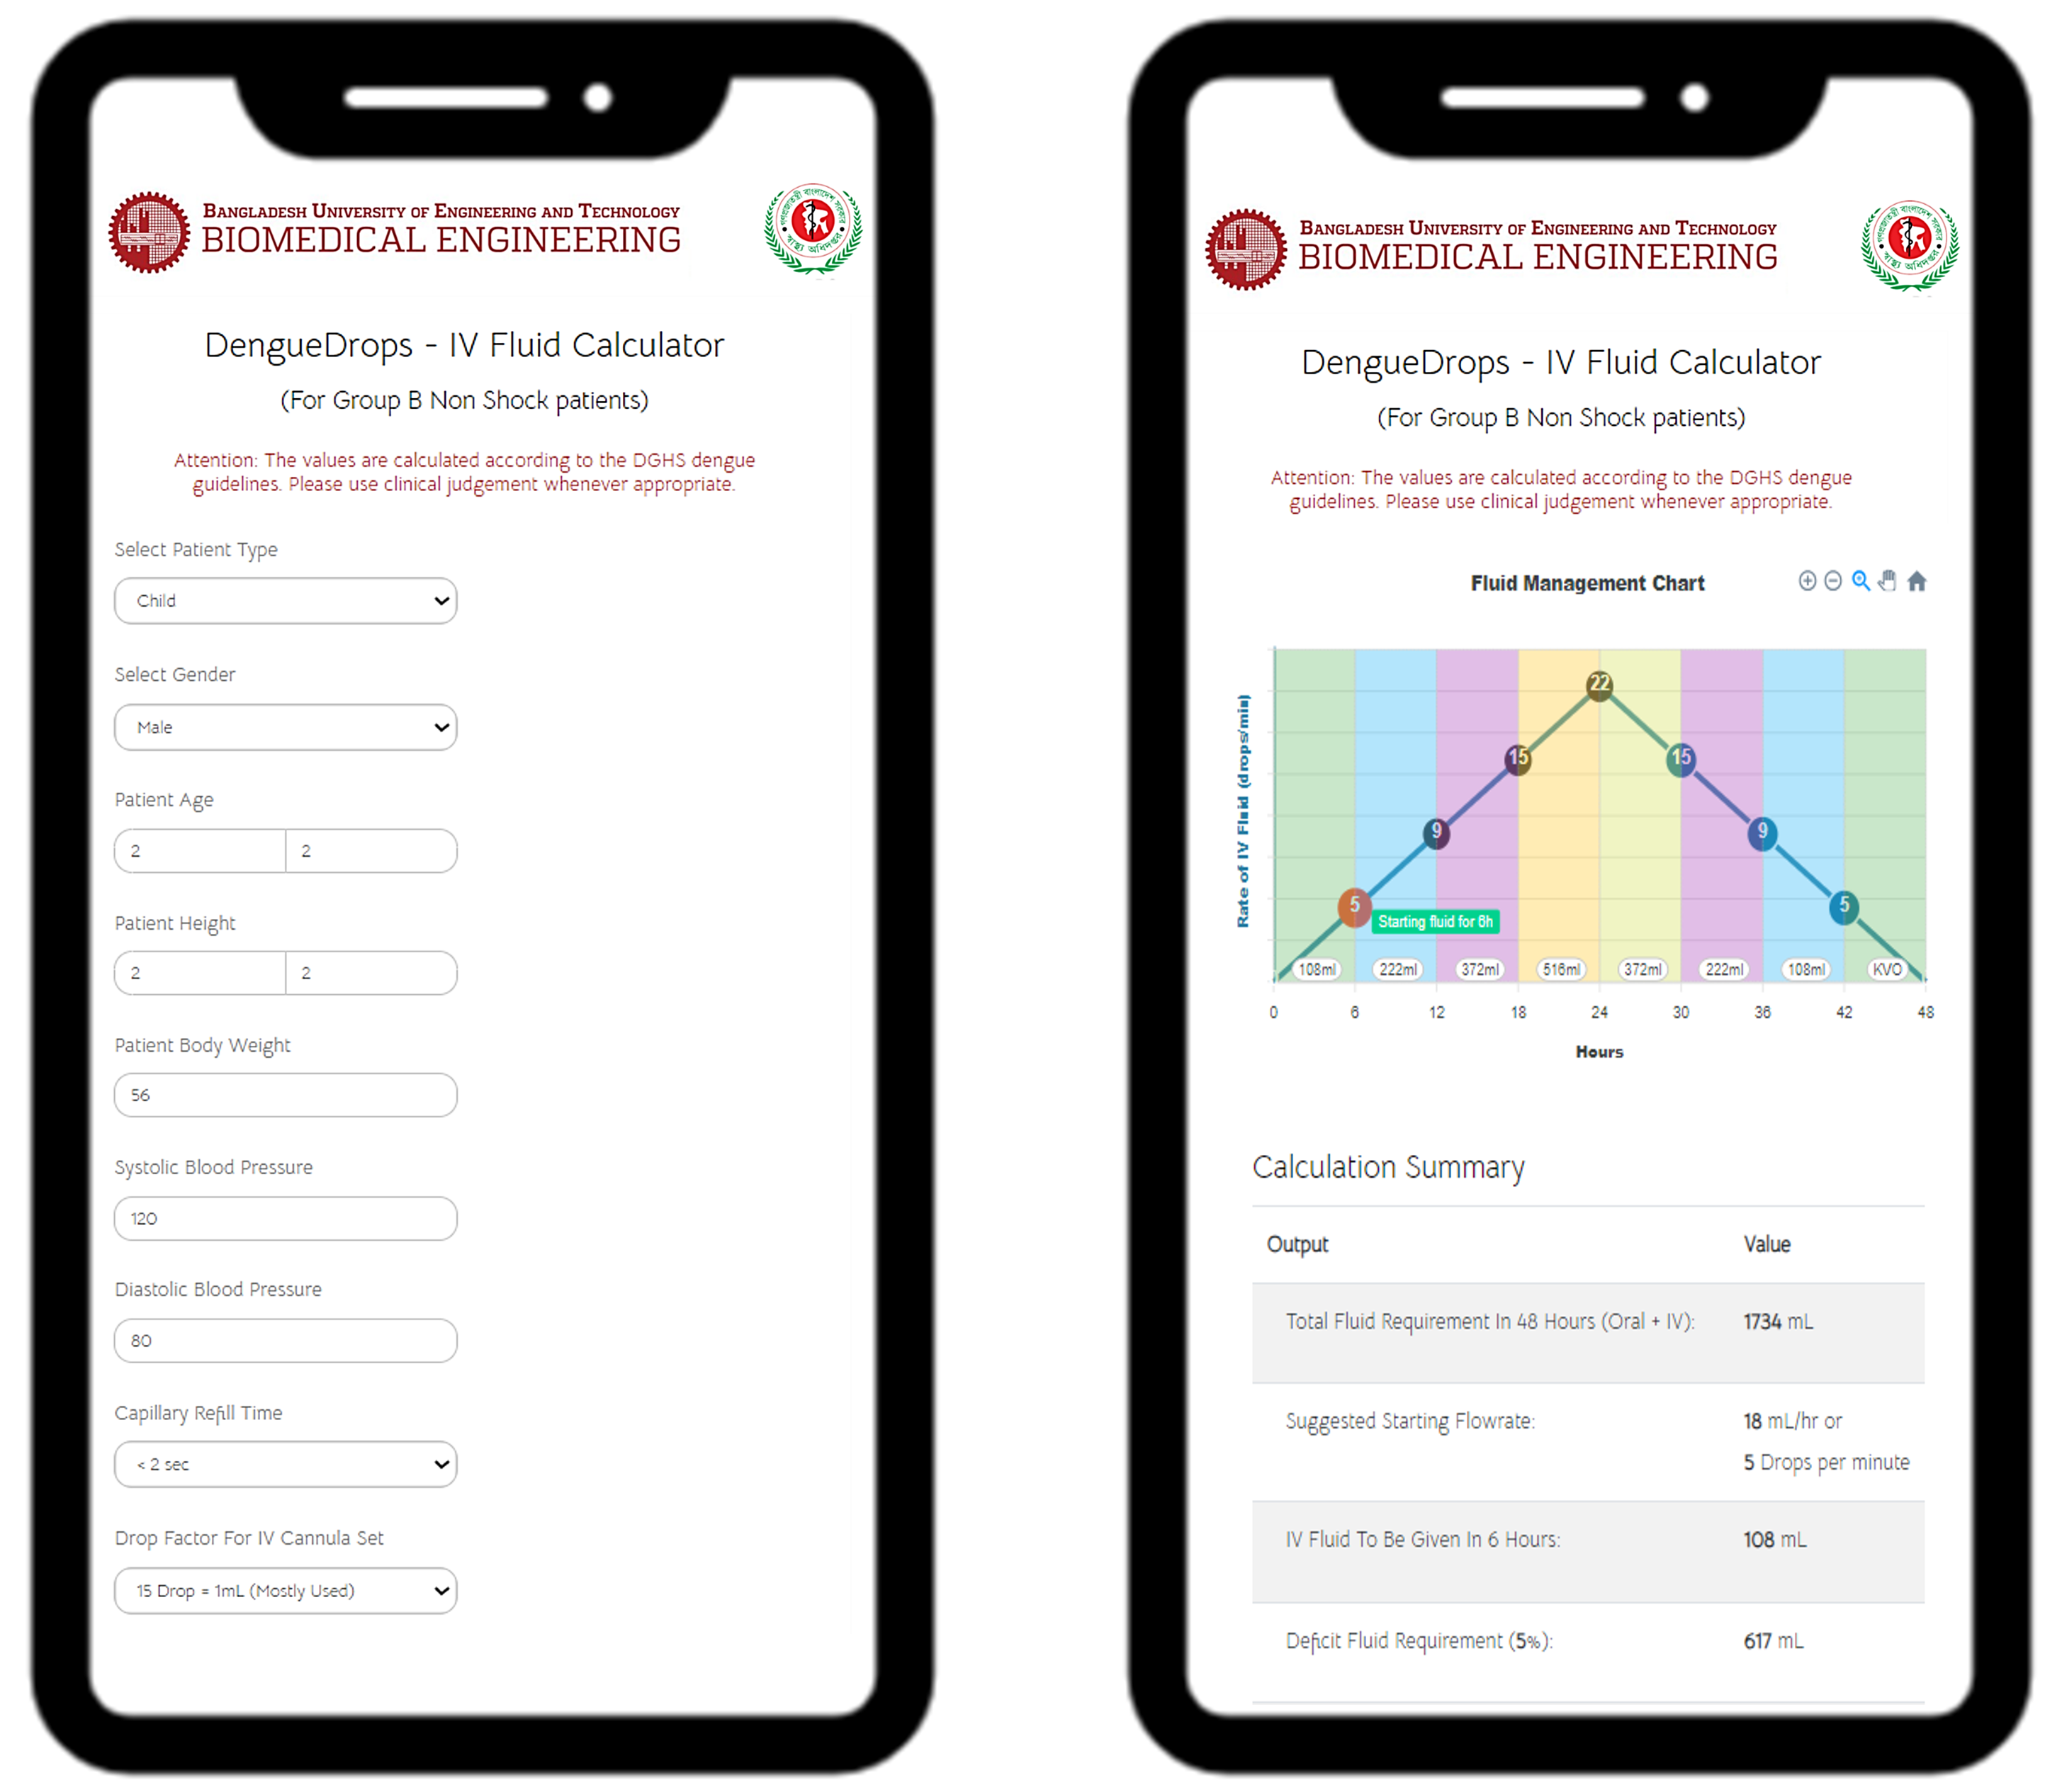 BANGLADESH UNIVERSITY OF ENGINEERING AND TECHNOLOGY
BIOMEDICAL ENGINEERING
DengueDrops - IV Fluid Calculator
(For Group B Non Shock patients)
Attention: The values are calculated according to the DGHS dengue
guidelines. Please use clinical judgement whenever appropriate.
Select Patient Type
Child
Select Gender
Male
Patient Age
2 2
Patient Height
2 2
Patient Body Weight
56
Systolic Blood Pressure
120
Diastolic Blood Pressure
80
Capillary Refill Time
< 2 sec
Drop Factor For IV Cannula Set
15 Drop = 1mL (Mostly Used)
BANGLADESH UNIVERSITY OF ENGINEERING AND TECHNOLOGY
BIOMEDICAL ENGINEERING
DengueDrops - IV Fluid Calculator
(For Group B Non Shock patients)
Attention: The values are calculated according to the DGHS dengue
guidelines. Please use clinical judgement whenever appropriate.
Fluid Management Chart
Rate of IV Fluid (drops/min)
5 9 15 22 15 9 5
Starting fluid for 6h
108ml 222ml 372ml 516ml 372ml 222ml 108ml KVO
0 6 12 18 24 30 36 42 48
Hours
Calculation Summary
Output Value
Total Fluid Requirement In 48 Hours (Oral + IV): 1734 mL
Suggested Starting Flowrate: 18 mL/hr or
5 Drops per minute
IV Fluid To Be Given In 6 Hours: 108 mL
Deficit Fluid Requirement (5%): 617 mL